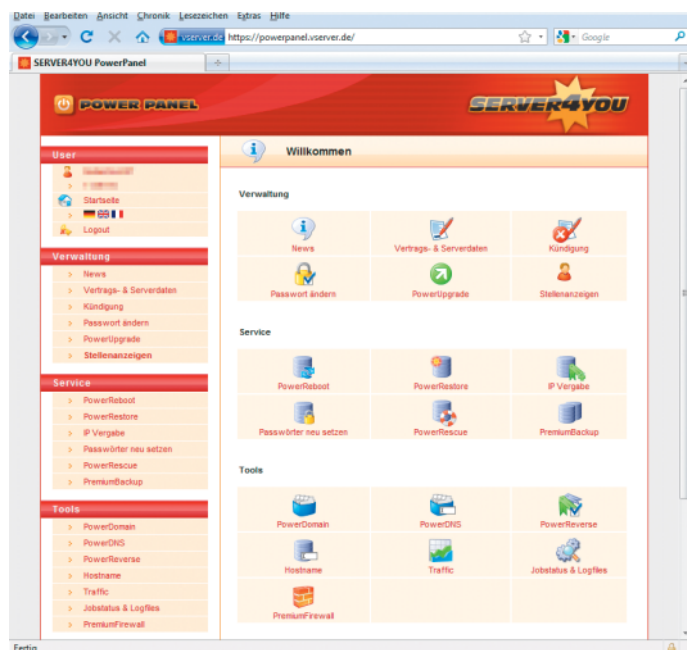 Datei Bearbeiten Ansicht Chronik Lesezeichen Extras Hilfe
vserver.de https://powerpanel.vserver.de/ Google
SERVER4YOU PowerPanel
POWER PANEL
SERVER4YOU
User
Startseite
Logout
Verwaltung
News
Vertrags- & Serverdaten
Kündigung
Passwort ändern
PowerUpgrade
Stellenanzeigen
Service
PowerReboot
PowerRestore
IP Vergabe
Passwörter neu setzen
PowerRescue
PremiumBackup
Tools
PowerDomain
PowerDNS
PowerReverse
Hostname
Traffic
Jobstatus & Logfiles
PremiumFirewall
Willkommen
Verwaltung
News Vertrags- & Serverdaten Kündigung
Passwort ändern PowerUpgrade Stellenanzeigen
Service
PowerReboot PowerRestore IP Vergabe
Passwörter neu setzen PowerRescue PremiumBackup
Tools
PowerDomain PowerDNS PowerReverse
Hostname Traffic Jobstatus & Logfiles
PremiumFirewall
Fertig